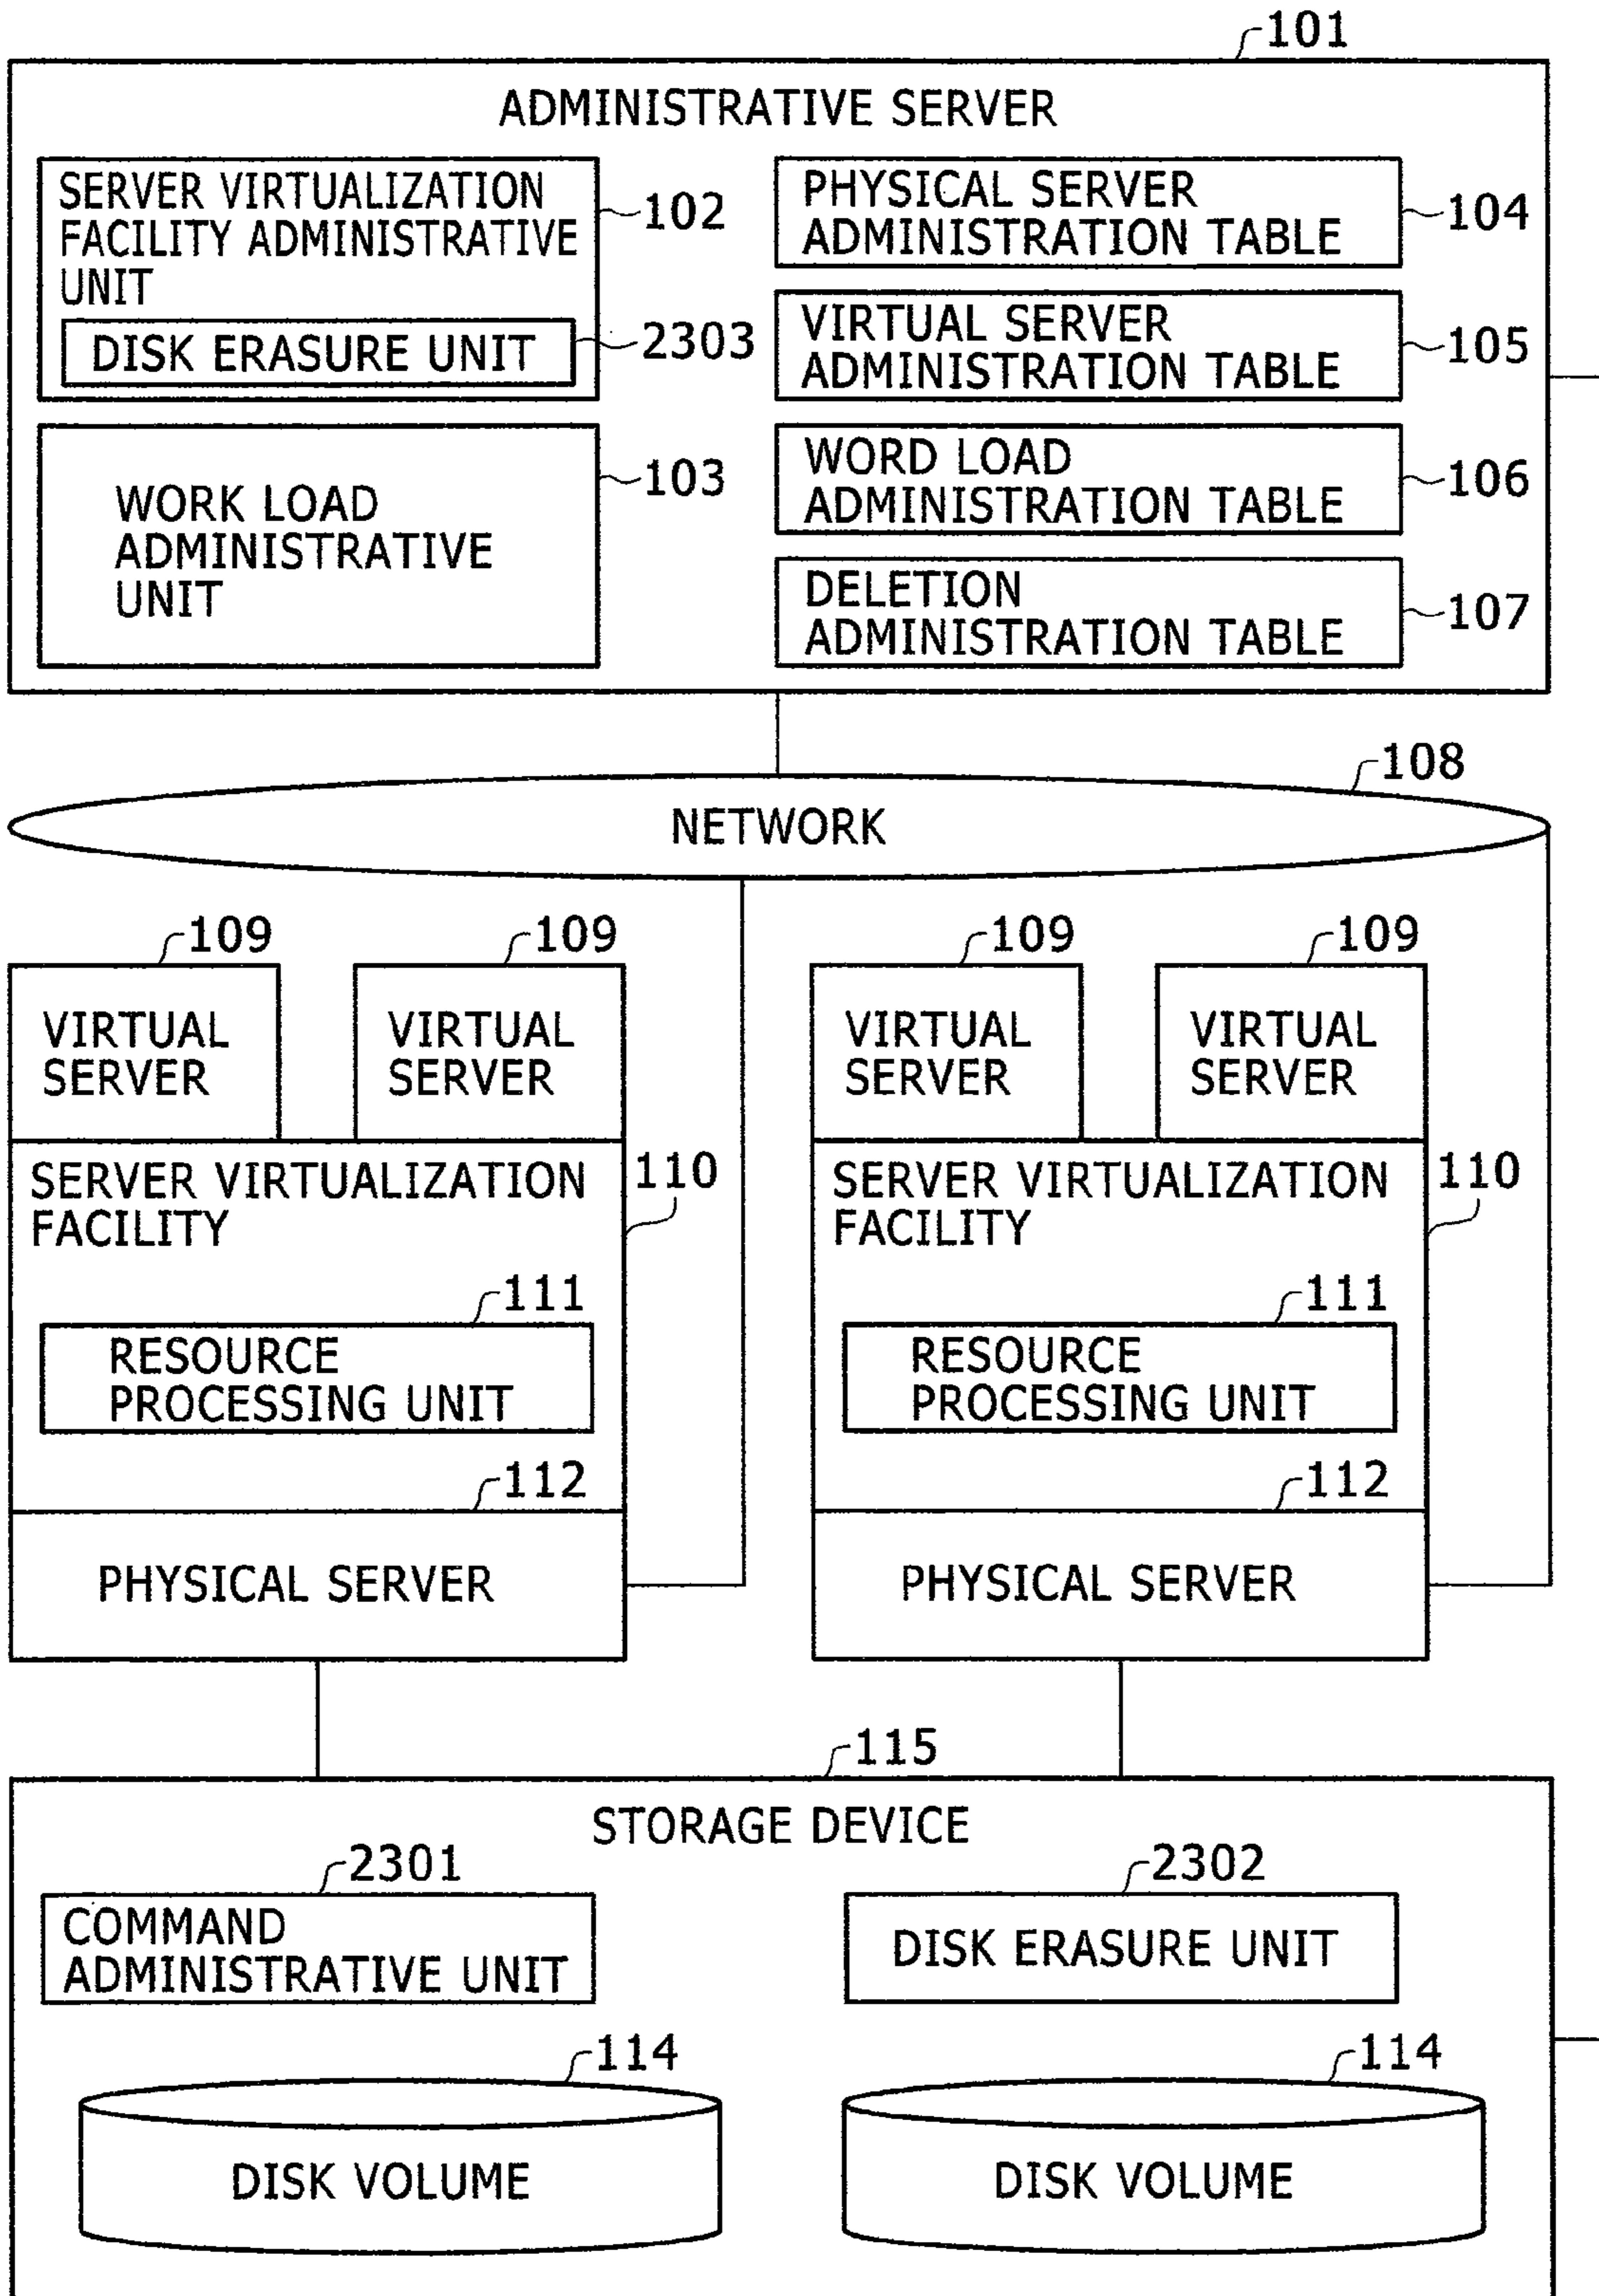 101
ADMINISTRATIVE SERVER
SERVER VIRTUALIZATION
FACILITY ADMINISTRATIVE
UNIT
102
DISK ERASURE UNIT
2303
WORK LOAD
ADMINISTRATIVE
UNIT
103
PHYSICAL SERVER
ADMINISTRATION TABLE
104
VIRTUAL SERVER
ADMINISTRATION TABLE
105
WORD LOAD
ADMINISTRATION TABLE
106
DELETION
ADMINISTRATION TABLE
107
108
NETWORK
109
VIRTUAL
SERVER
109
VIRTUAL
SERVER
SERVER VIRTUALIZATION
FACILITY
110
111
RESOURCE
PROCESSING UNIT
112
PHYSICAL SERVER
109
VIRTUAL
SERVER
109
VIRTUAL
SERVER
SERVER VIRTUALIZATION
FACILITY
110
111
RESOURCE
PROCESSING UNIT
112
PHYSICAL SERVER
115
STORAGE DEVICE
2301
COMMAND
ADMINISTRATIVE UNIT
2302
DISK ERASURE UNIT
114
DISK VOLUME
114
DISK VOLUME